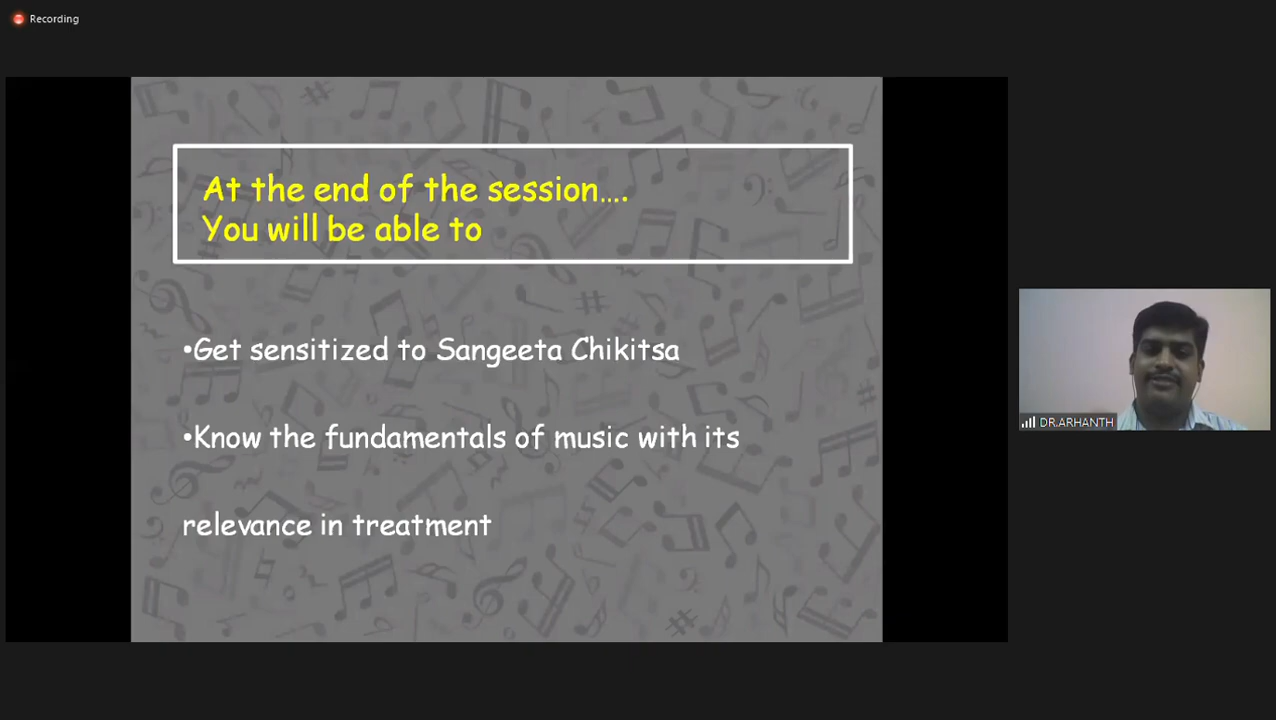 Recording
At the end of the session....
You will be able to
•Get sensitized to Sangeeta Chikitsa
•Know the fundamentals of music with its
relevance in treatment
DR.ARHANTH